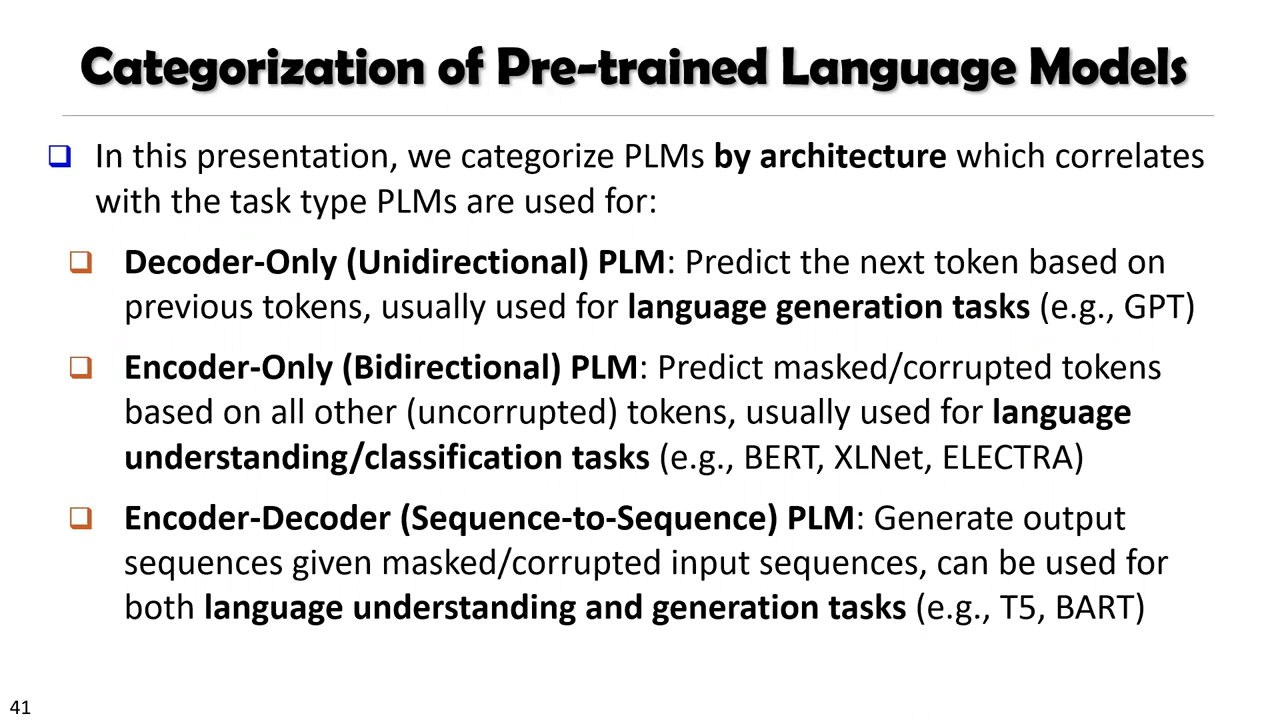 Categorization of Pre-trained Language Models
In this presentation, we categorize PLMs by architecture which correlates
with the task type PLMs are used for:
Decoder-Only (Unidirectional) PLM: Predict the next token based on
previous tokens, usually used for language generation tasks (e.g., GPT)
Encoder-Only (Bidirectional) PLM: Predict masked/corrupted tokens
based on all other (uncorrupted) tokens, usually used for language
understanding/classification tasks (e.g., BERT, XLNet, ELECTRA)
Encoder-Decoder (Sequence-to-Sequence) PLM: Generate output
sequences given masked/corrupted input sequences, can be used for
both language understanding and generation tasks (e.g., T5, BART)
41